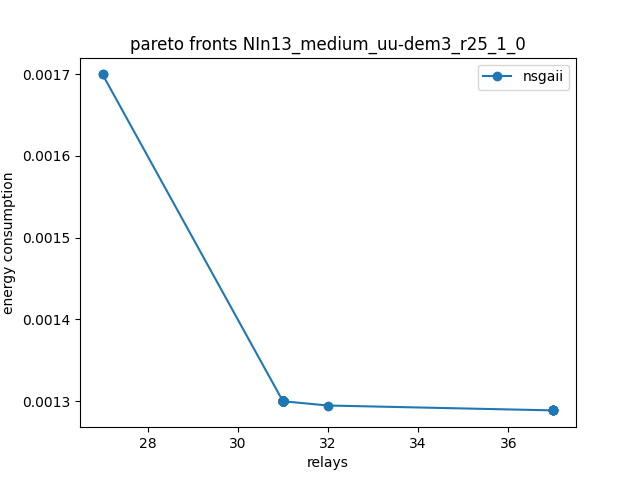 pareto fronts NIn13_medium_uu-dem3_r25_1_0
nsgaii
0.0017
0.0016
0.0015
0.0014
0.0013
energy consumption
28 30 32 34 36
relays